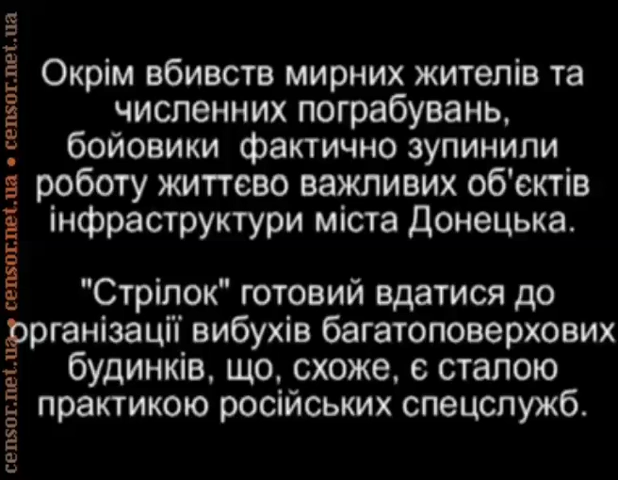 Окрім вбивств мирних жителів та
численних пограбувань,
бойовики фактично зупинили
роботу життєво важливих об'єктів
інфраструктури міста Донецька.
"Стрілок" готовий вдатися до
організації вибухів багатоповерхових
будинків, що, схоже, є сталою
практикою російських спецслужб.
censor.net.ua • censor.net.ua • censor.net.ua